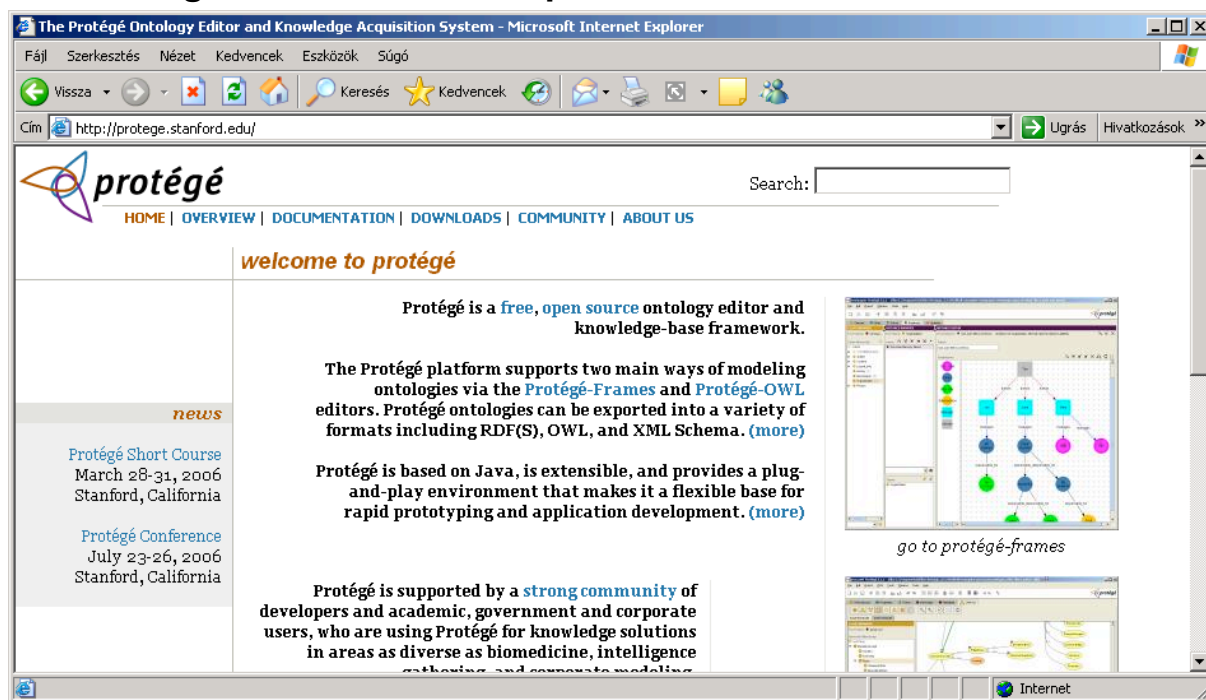 The Protégé Ontology Editor and Knowledge Acquisition System - Microsoft Internet Explorer
Fájl Szerkesztés Nézet Kedvencek Eszközök Súgó
Vissza Keresés Kedvencek
Cím http://protege.stanford.edu/ Ugrás Hivatkozások »
protégé
Search:
HOME | OVERVIEW | DOCUMENTATION | DOWNLOADS | COMMUNITY | ABOUT US
welcome to protégé
Protégé is a free, open source ontology editor and
knowledge-base framework.
The Protégé platform supports two main ways of modeling
ontologies via the Protégé-Frames and Protégé-OWL
editors. Protégé ontologies can be exported into a variety of
formats including RDF(S), OWL, and XML Schema. (more)
Protégé is based on Java, is extensible, and provides a plug-
and-play environment that makes it a flexible base for
rapid prototyping and application development. (more)
Protégé is supported by a strong community of
developers and academic, government and corporate
users, who are using Protégé for knowledge solutions
in areas as diverse as biomedicine, intelligence
gathering, and corporate modeling.
news
Protégé Short Course
March 28-31, 2006
Stanford, California
Protégé Conference
July 23-26, 2006
Stanford, California
protégé
go to protégé-frames
protégé
Internet